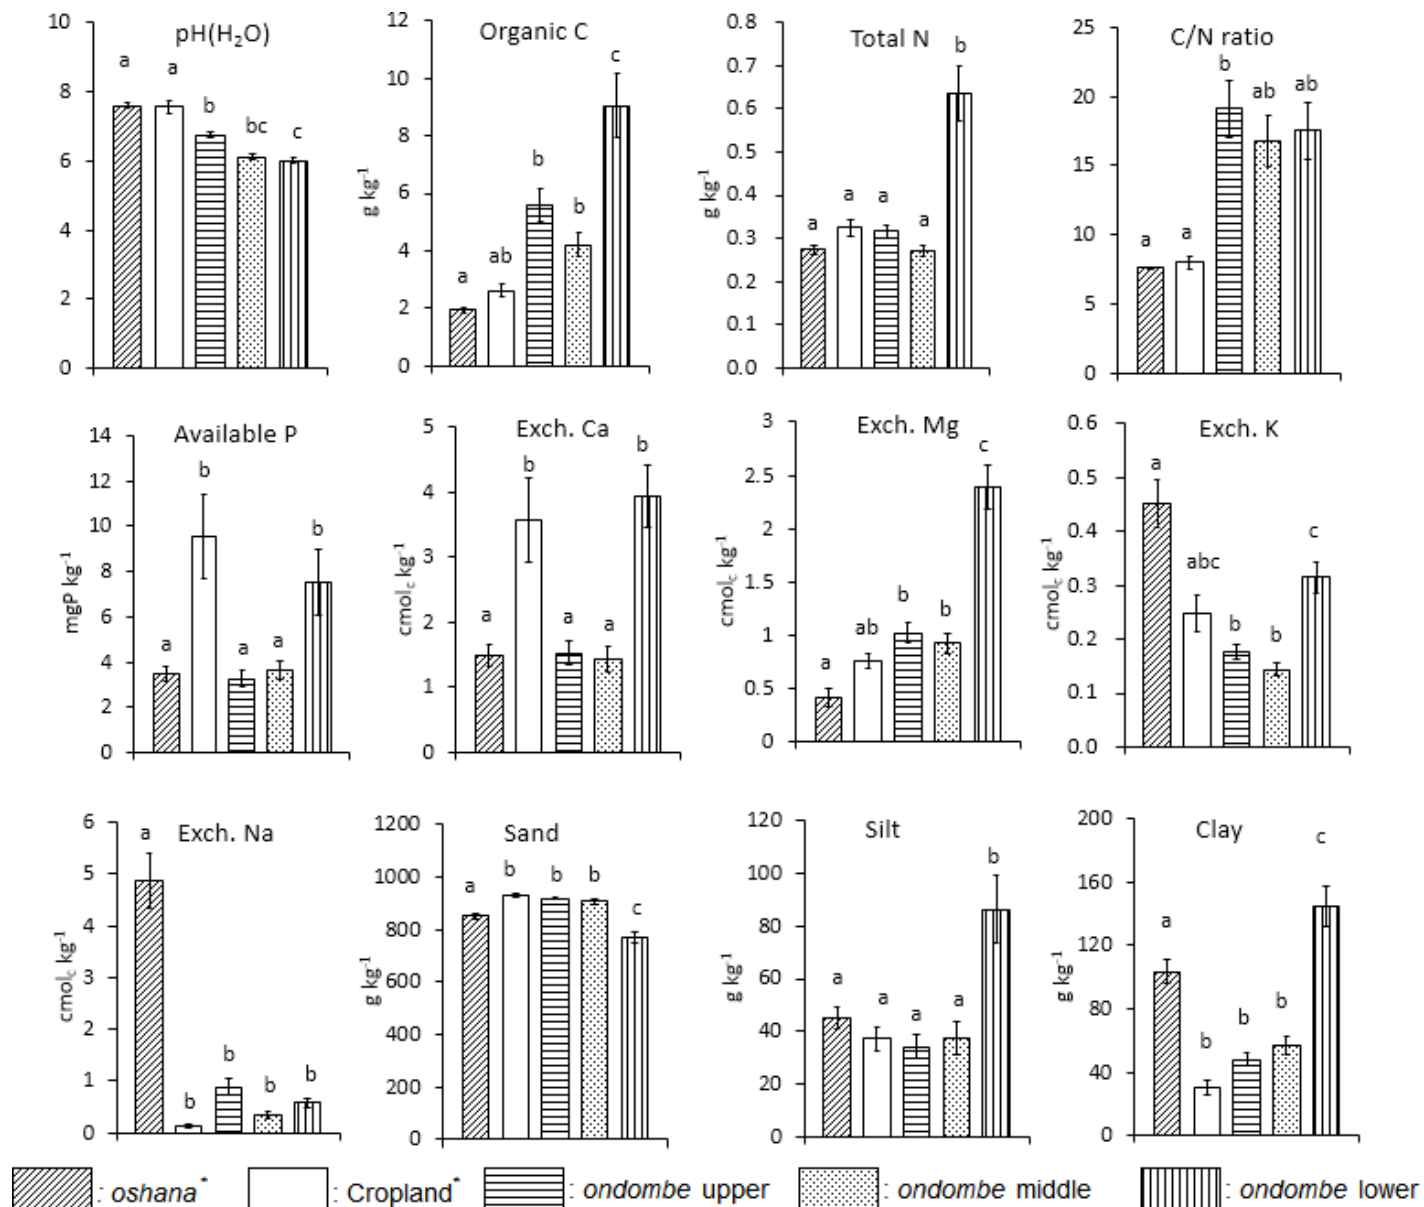 pH(H₂O)
10
8
6
4
2
0
a
a
b
bc
c
Organic C
g kg⁻¹
12
10
8
6
4
2
0
a
ab
b
b
c
Total N
g kg⁻¹
0.8
0.7
0.6
0.5
0.4
0.3
0.2
0.1
0.0
a
a
a
a
b
C/N ratio
25
20
15
10
5
0
a
a
b
ab
ab
Available P
mgP kg⁻¹
14
12
10
8
6
4
2
0
a
b
a
a
b
Exch. Ca
cmol꜀ kg⁻¹
5
4
3
2
1
0
a
b
a
a
b
Exch. Mg
cmol꜀ kg⁻¹
3
2.5
2
1.5
1
0.5
0
a
ab
b
b
c
Exch. K
cmol꜀ kg⁻¹
0.6
0.5
0.4
0.3
0.2
0.1
0.0
a
abc
b
b
c
Exch. Na
cmol꜀ kg⁻¹
6
5
4
3
2
1
0
a
b
b
b
b
Sand
g kg⁻¹
1200
1000
800
600
400
200
0
a
b
b
b
c
Silt
g kg⁻¹
120
100
80
60
40
20
0
a
a
a
a
b
Clay
g kg⁻¹
200
160
120
80
40
0
a
b
b
b
c
: oshana* : Cropland* : ondombe upper : ondombe middle : ondombe lower